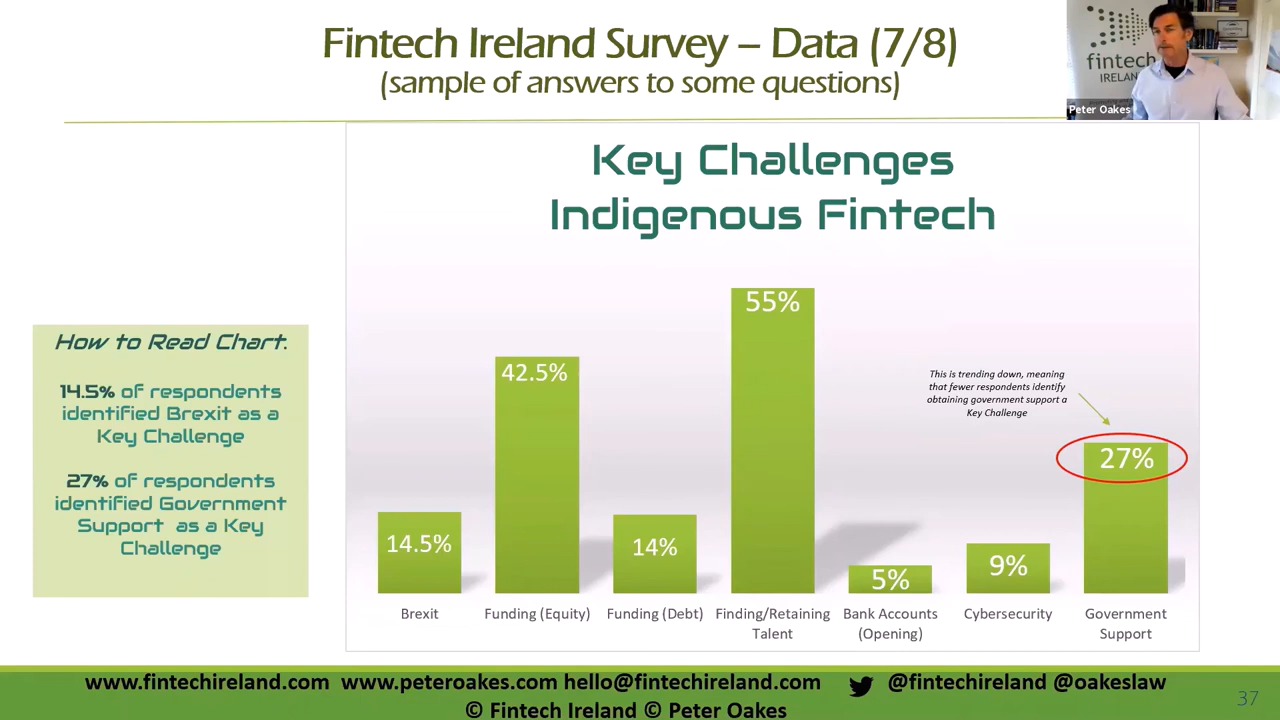 Fintech Ireland Survey – Data (7/8)
(sample of answers to some questions)
fintech
IRELAND
Peter Oakes
Key Challenges
Indigenous Fintech
How to Read Chart:
14.5% of respondents
identified Brexit as a
Key Challenge
27% of respondents
identified Government
Support as a Key
Challenge
This is trending down, meaning
that fewer respondents identify
obtaining government support a
Key Challenge
14.5%
42.5%
14%
55%
5%
9%
27%
Brexit
Funding (Equity)
Funding (Debt)
Finding/Retaining
Talent
Bank Accounts
(Opening)
Cybersecurity
Government
Support
www.fintechireland.com www.peteroakes.com hello@fintechireland.com @fintechireland @oakeslaw
© Fintech Ireland © Peter Oakes
37